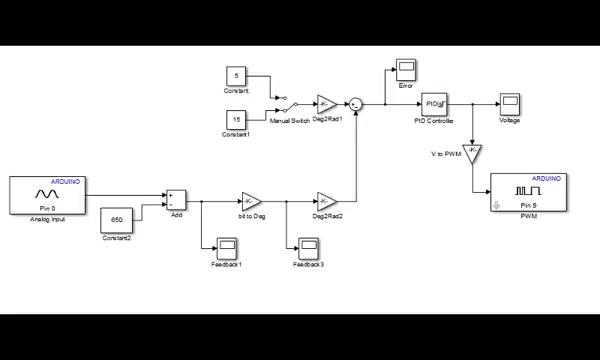 5
Constant
15
Constant1
Manual Switch
-K-
Deg2Rad1
Error
PID(s)
PID Controller
Voltage
-K-
V to PWM
ARDUINO
Pin 9
PWM
ARDUINO
Pin 0
Analog Input
650
Constant2
Add
-K-
bit to Deg
-K-
Deg2Rad2
Feedback1
Feedback3